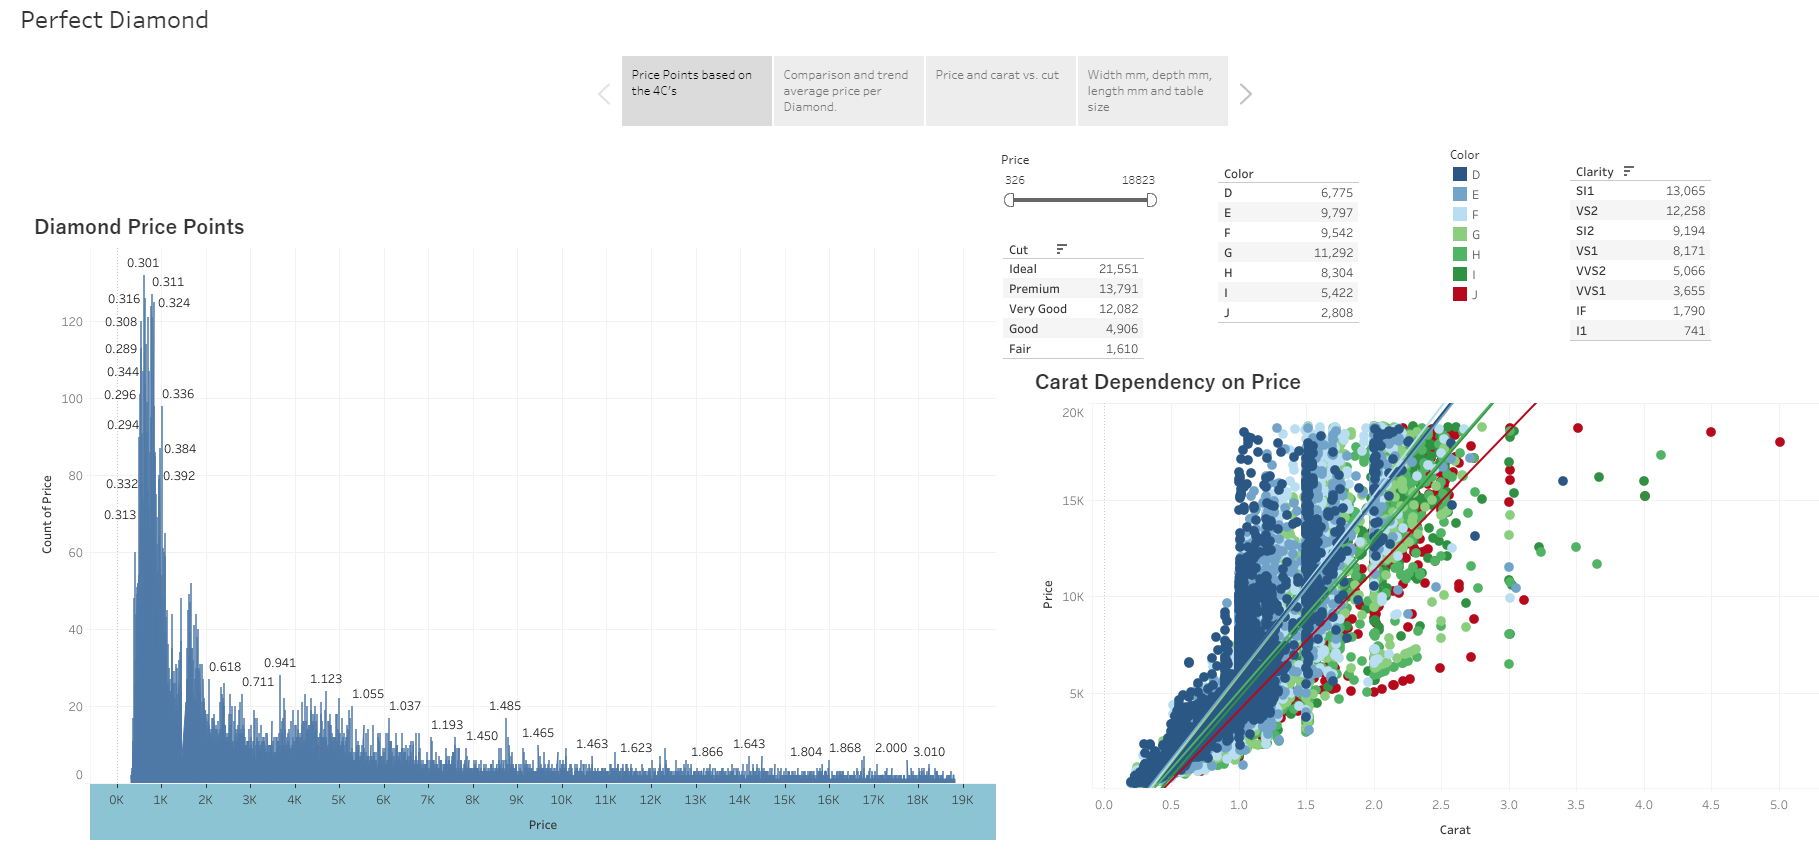 Perfect Diamond
Price Points based on
the 4C's
Comparison and trend
average price per
Diamond.
Price and carat vs. cut
Width mm, depth mm,
length mm and table
size
Price
326 18823
Cut
Ideal 21,551
Premium 13,791
Very Good 12,082
Good 4,906
Fair 1,610
Color
D 6,775
E 9,797
F 9,542
G 11,292
H 8,304
I 5,422
J 2,808
Color
D
E
F
G
H
I
J
Clarity
SI1 13,065
VS2 12,258
SI2 9,194
VS1 8,171
VVS2 5,066
VVS1 3,655
IF 1,790
I1 741
Diamond Price Points
0.301
0.311
0.316
0.324
0.308
0.289
0.344
0.296
0.336
0.294
0.384
0.392
0.332
0.313
0.618
0.711
0.941
1.123
1.055
1.037
1.193
1.450
1.485
1.465
1.463
1.623
1.866
1.643
1.804
1.868
2.000
3.010
Count of Price
120
100
80
60
40
20
0
0K 1K 2K 3K 4K 5K 6K 7K 8K 9K 10K 11K 12K 13K 14K 15K 16K 17K 18K 19K
Price
Carat Dependency on Price
Price
20K
15K
10K
5K
0.0 0.5 1.0 1.5 2.0 2.5 3.0 3.5 4.0 4.5 5.0
Carat